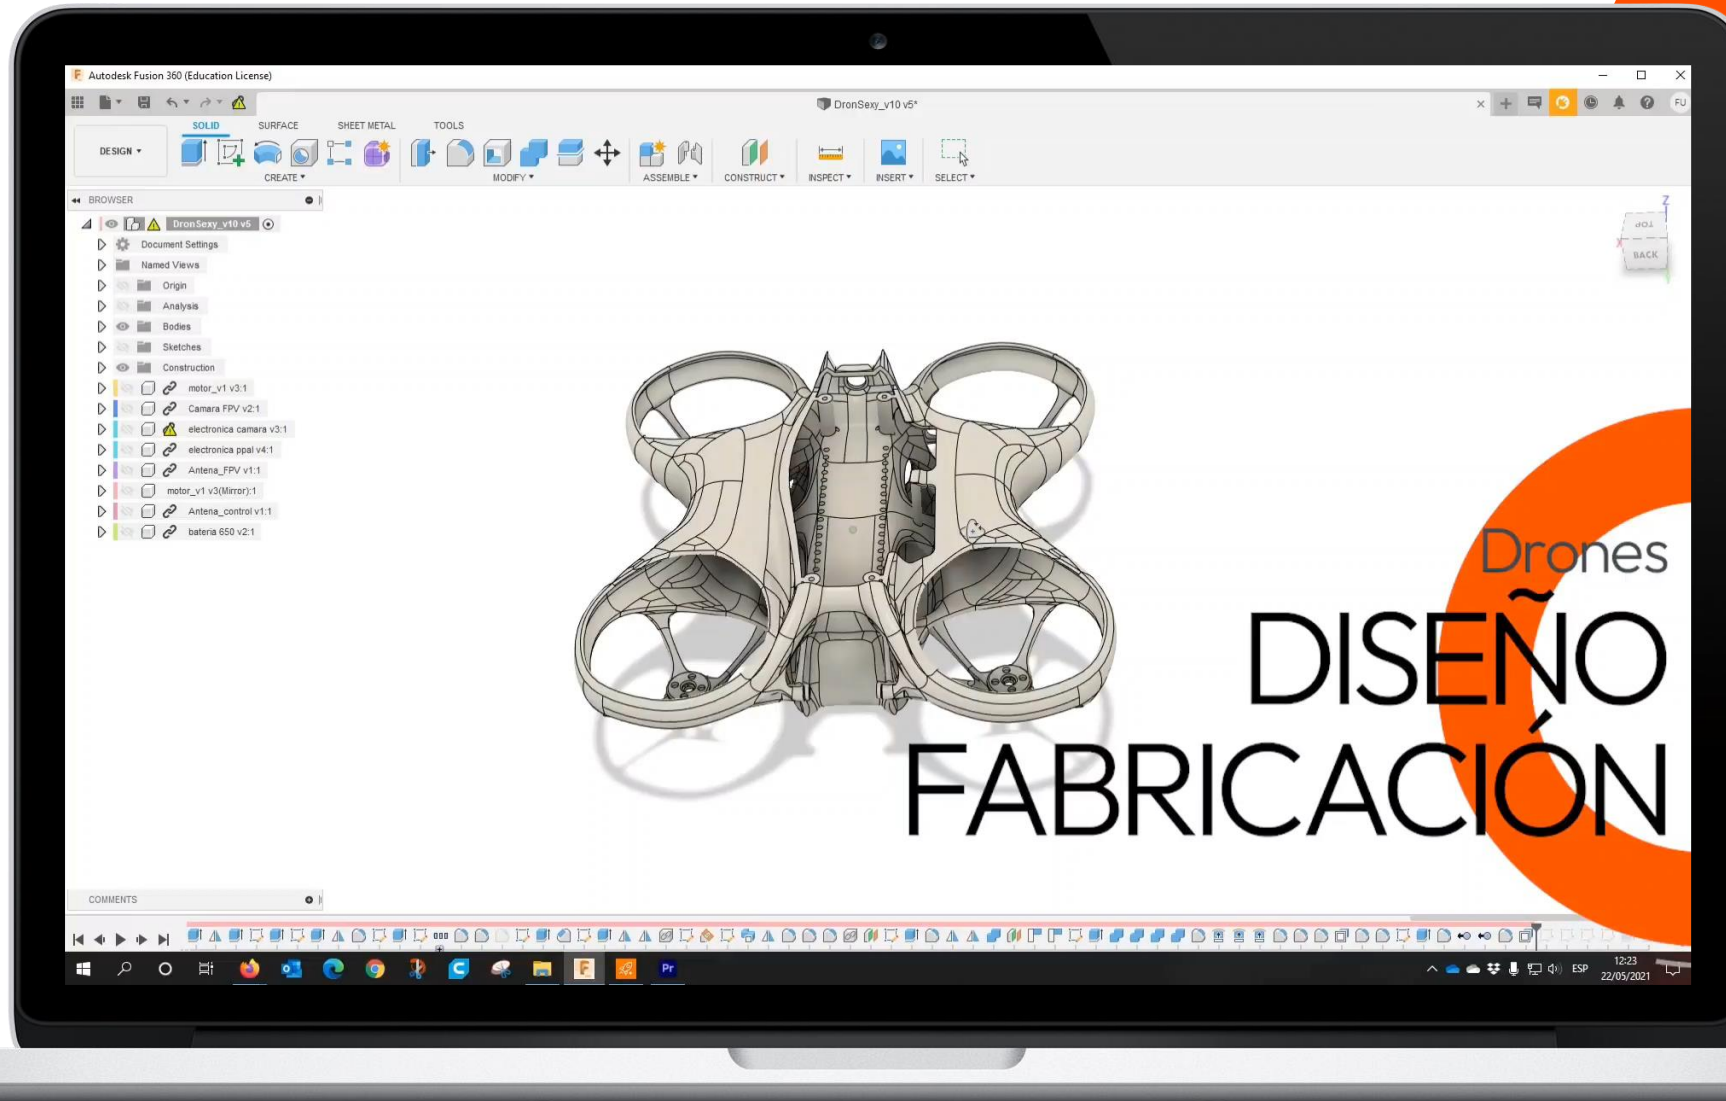 Autodesk Fusion 360 (Education License)
DronSexy_v10 v5*
FU
SOLID SURFACE SHEET METAL TOOLS
DESIGN
CREATE MODIFY ASSEMBLE CONSTRUCT INSPECT INSERT SELECT
BROWSER
DronSexy_v10 v5
Document Settings
Named Views
Origin
Analysis
Bodies
Sketches
Construction
motor_v1 v3:1
Camara FPV v2:1
electronica camara v3:1
electronica ppal v4:1
Antena_FPV v1:1
motor_v1 v3(Mirror):1
Antena_control v1:1
bateria 650 v2:1
Z
TOP
X
BACK
Drones
DISEÑO
FABRICACIÓN
COMMENTS
Pr
ESP
12:23
22/05/2021